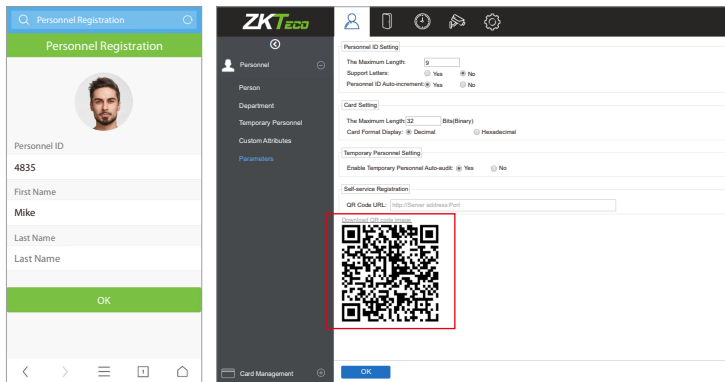 Personnel Registration
Personnel Registration
Personnel ID
4835
First Name
Mike
Last Name
Last Name
OK
1
ZKTeco
Personnel
Person
Department
Temporary Personnel
Custom Attributes
Parameters
Card Management
Personnel ID Setting
The Maximum Length: 9
Support Letters: Yes No
Personnel ID Auto-increment: Yes No
Card Setting
The Maximum Length: 32 Bits(Binary)
Card Format Display: Decimal Hexadecimal
Temporary Personnel Setting
Enable Temporary Personnel Auto-audit: Yes No
Self-service Registration
QR Code URL: http://Server address:Port
Download QR code image
OK